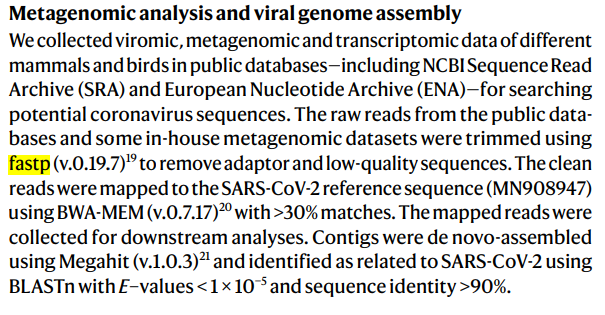 Metagenomic analysis and viral genome assembly
We collected viromic, metagenomic and transcriptomic data of different
mammals and birds in public databases—including NCBI Sequence Read
Archive (SRA) and European Nucleotide Archive (ENA)—for searching
potential coronavirus sequences. The raw reads from the public data-
bases and some in-house metagenomic datasets were trimmed using
fastp (v.0.19.7)¹⁹ to remove adaptor and low-quality sequences. The clean
reads were mapped to the SARS-CoV-2 reference sequence (MN908947)
using BWA-MEM (v.0.7.17)²⁰ with >30% matches. The mapped reads were
collected for downstream analyses. Contigs were de novo-assembled
using Megahit (v.1.0.3)²¹ and identified as related to SARS-CoV-2 using
BLASTn with E–values < 1 × 10⁻⁵ and sequence identity >90%.